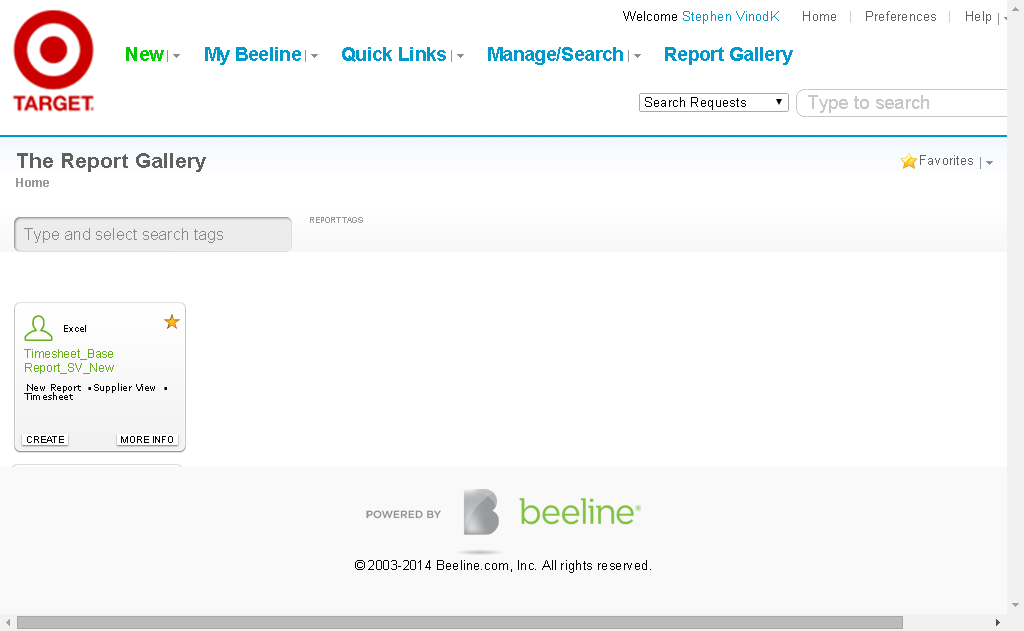 Welcome Stephen VinodK Home Preferences Help
New My Beeline Quick Links Manage/Search Report Gallery
TARGET.
Search Requests Type to search
The Report Gallery
Favorites
Home
REPORT TAGS
Type and select search tags
Excel
Timesheet_Base
Report_SV_New
New Report • Supplier View •
Timesheet
CREATE MORE INFO
POWERED BY B beeline®
©2003-2014 Beeline.com, Inc. All rights reserved.